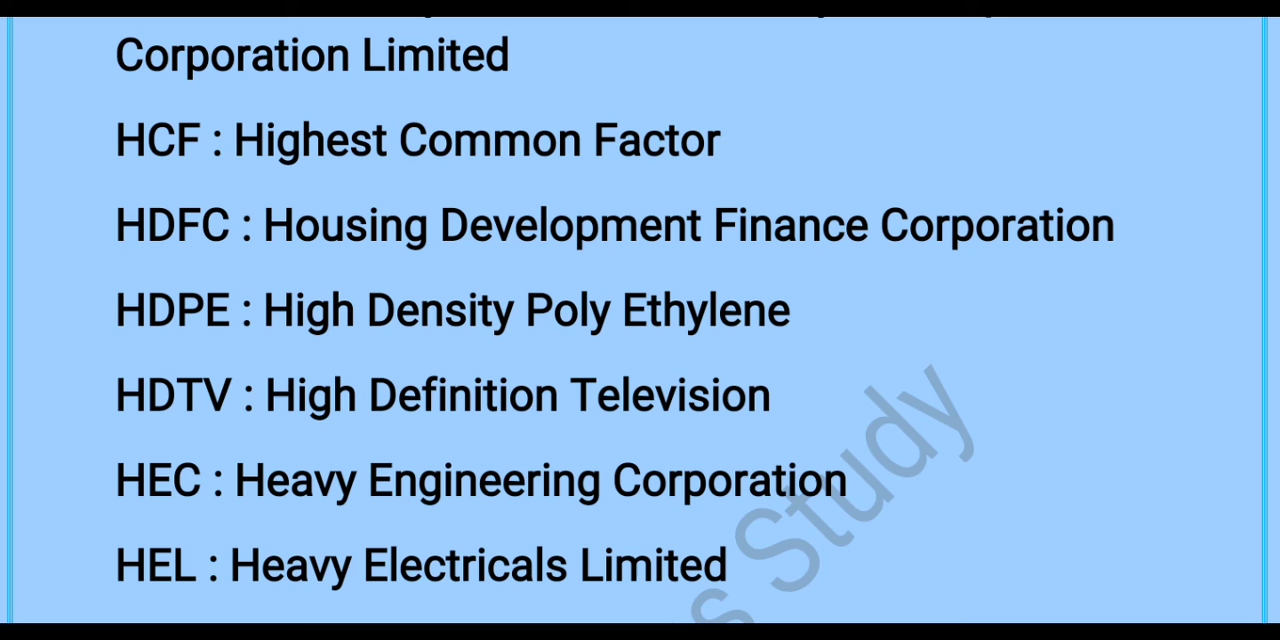 Corporation Limited
HCF : Highest Common Factor
HDFC : Housing Development Finance Corporation
HDPE : High Density Poly Ethylene
HDTV : High Definition Television
HEC : Heavy Engineering Corporation
HEL : Heavy Electricals Limited
s Study